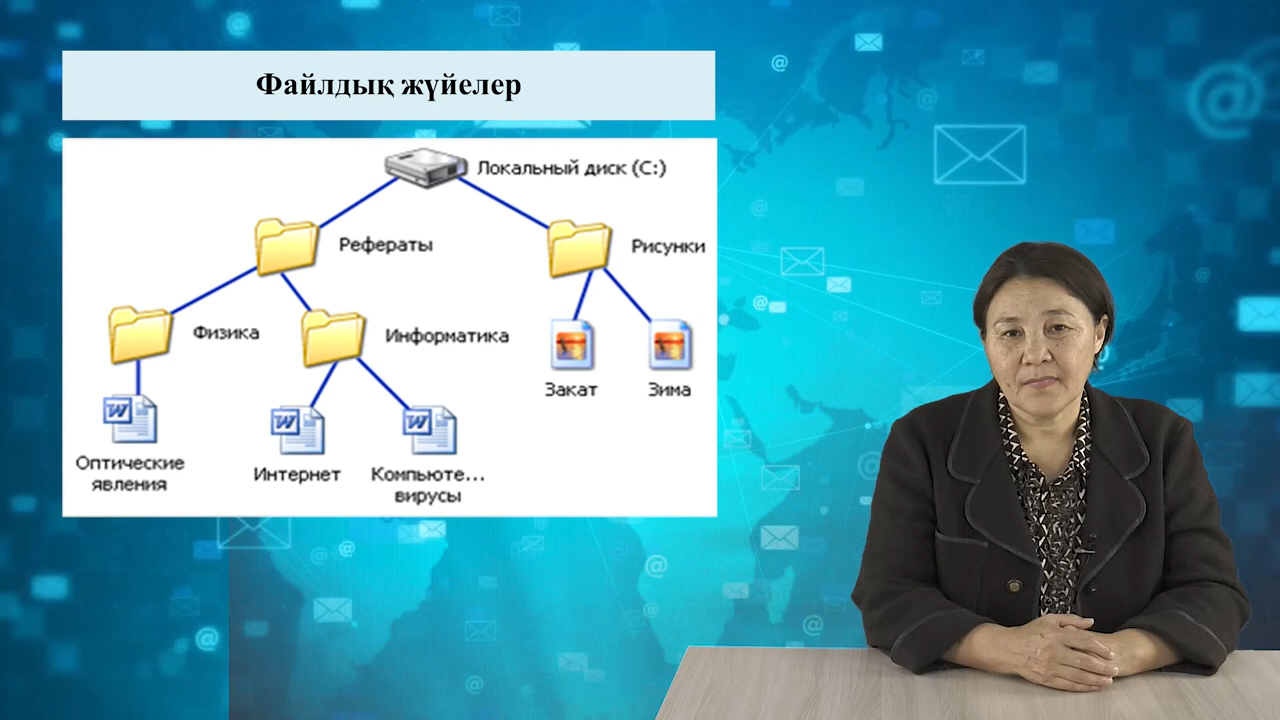 Файлдық жүйелер
Локальный диск (C:)
Рефераты
Рисунки
Физика
Информатика
Закат
Зима
Оптические
явления
Интернет
Компьюте...
вирусы